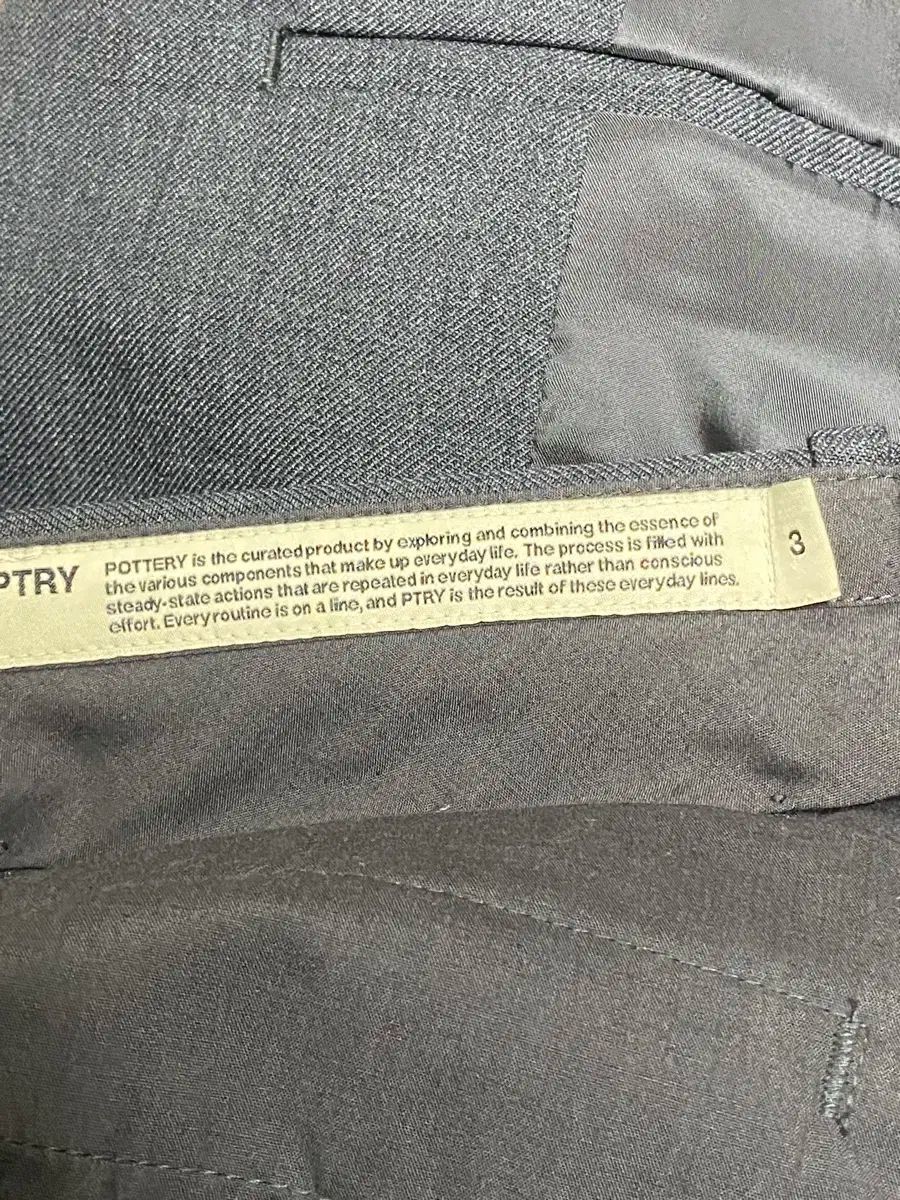 PTRY
POTTERY is the curated product by exploring and combining the essence of
the various components that make up everyday life. The process is filled with
steady-state actions that are repeated in everyday life rather than conscious
effort. Every routine is on a line, and PTRY is the result of these everyday lines.
3